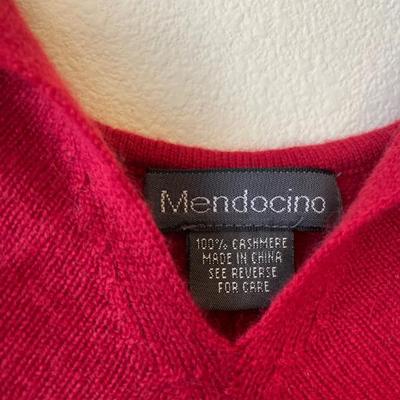 Mendocino
100% CASHMERE
MADE IN CHINA
SEE REVERSE
FOR CARE